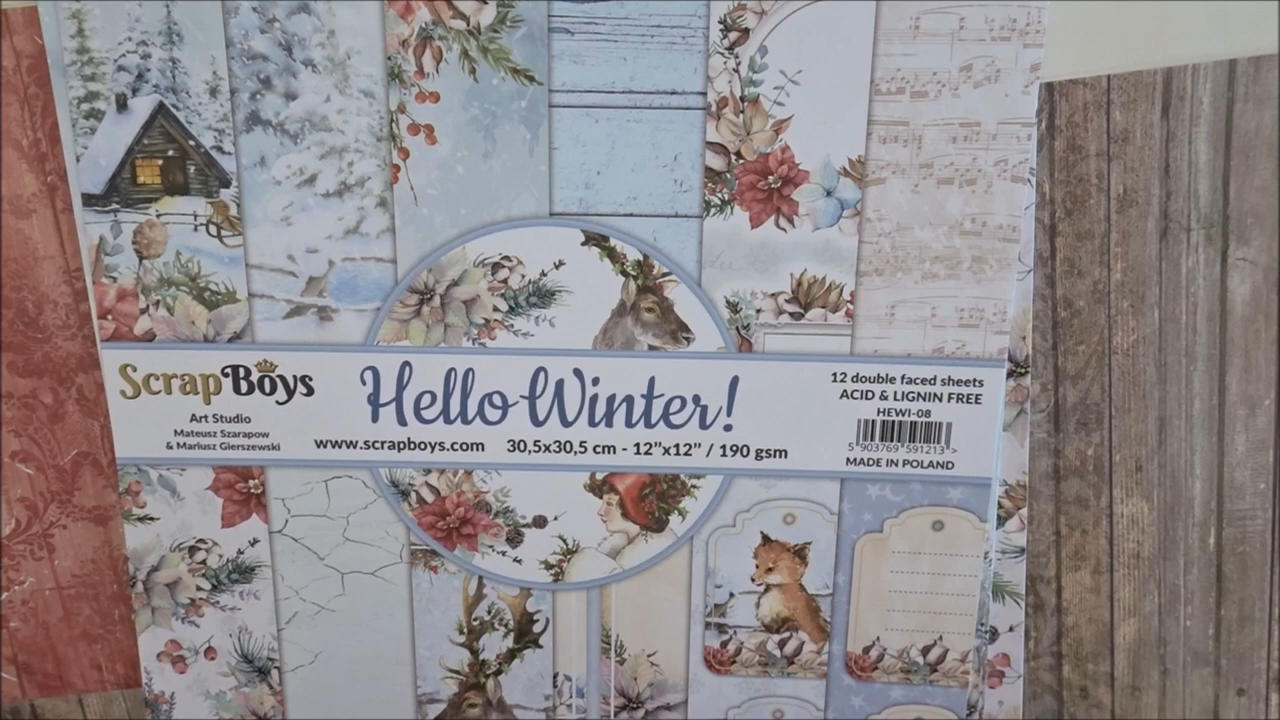 ScrapBoys
Art Studio
Mateusz Szarapow
& Mariusz Gierszewski
Hello Winter!
www.scrapboys.com 30,5x30,5 cm - 12”x12” / 190 gsm
12 double faced sheets
ACID & LIGNIN FREE
HEWI-08
5 903769 591213 >
MADE IN POLAND